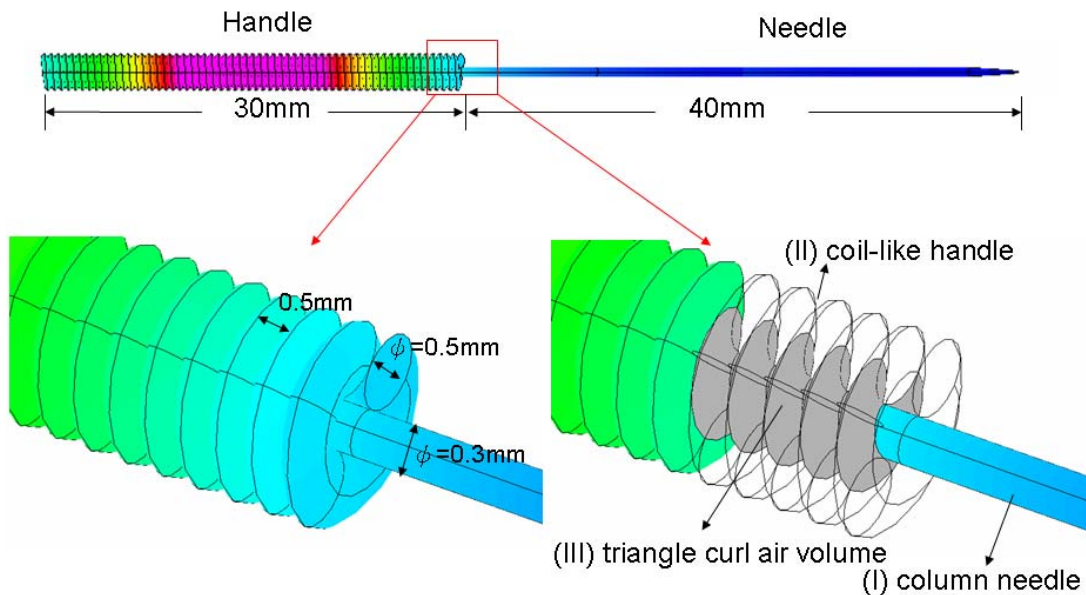 Handle
Needle
30mm
40mm
0.5mm
ϕ=0.5mm
ϕ=0.3mm
(II) coil-like handle
(III) triangle curl air volume
(I) column needle